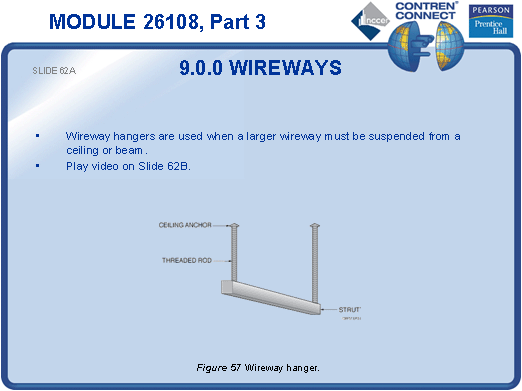 MODULE 26108, Part 3
nccer
CONTREN®
CONNECT
PEARSON
Prentice
Hall
SLIDE 62A
9.0.0 WIREWAYS
• Wireway hangers are used when a larger wireway must be suspended from a
ceiling or beam.
• Play video on Slide 62B.
CEILING ANCHOR
THREADED ROD
STRUT
Figure 57 Wireway hanger.